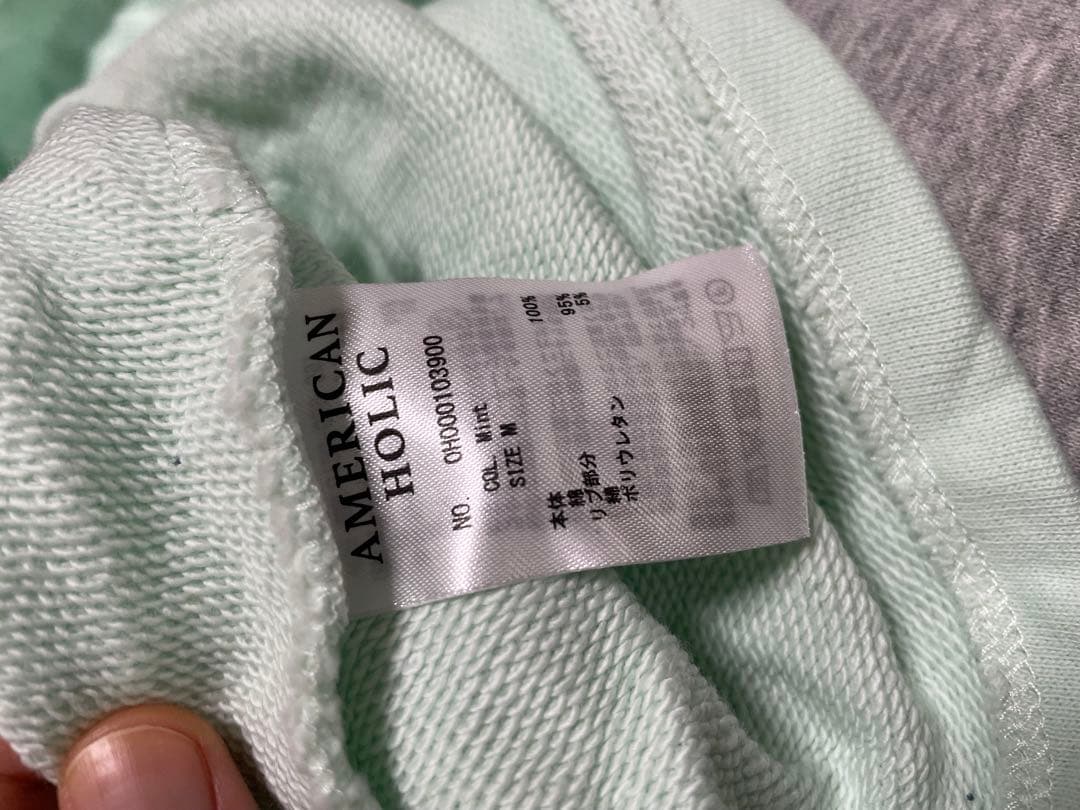 AMERICAN
HOLIC
NO. OH000103900
COL. Mint
SIZE M
本体
綿 100%
リブ部分
綿 95%
ポリウレタン 5%